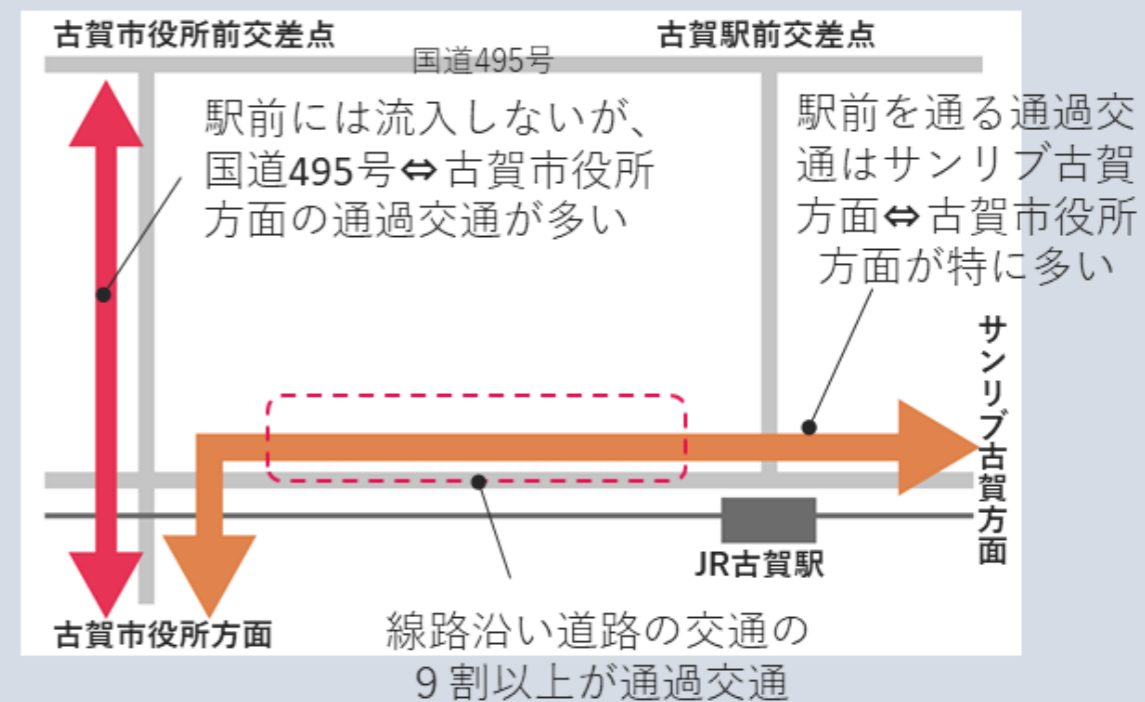 古賀市役所前交差点
古賀駅前交差点
国道495号
駅前には流入しないが、
国道495号⇔古賀市役所
方面の通過交通が多い
駅前を通る通過交
通はサンリブ古賀
方面⇔古賀市役所
方面が特に多い
サンリブ古賀方面
JR古賀駅
古賀市役所方面
線路沿い道路の交通の
９割以上が通過交通